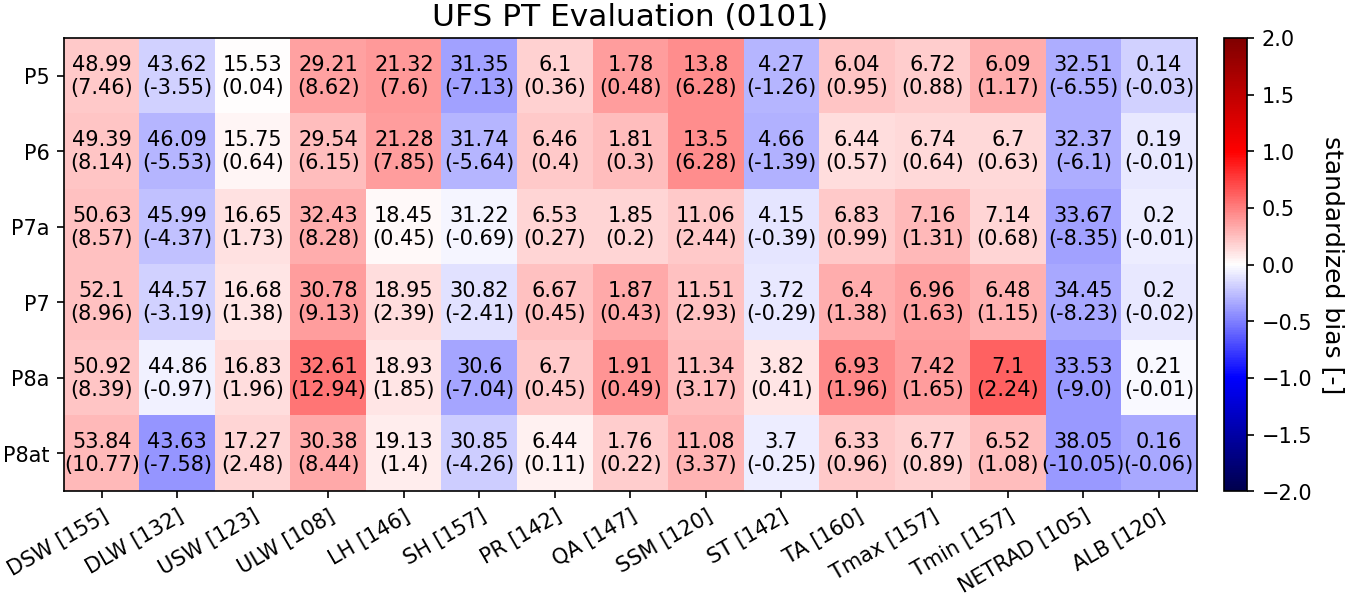 UFS PT Evaluation (0101)
P5 48.99 43.62 15.53 29.21 21.32 31.35 6.1 1.78 13.8 4.27 6.04 6.72 6.09 32.51 0.14
(7.46) (-3.55) (0.04) (8.62) (7.6) (-7.13) (0.36) (0.48) (6.28) (-1.26) (0.95) (0.88) (1.17) (-6.55) (-0.03)
P6 49.39 46.09 15.75 29.54 21.28 31.74 6.46 1.81 13.5 4.66 6.44 6.74 6.7 32.37 0.19
(8.14) (-5.53) (0.64) (6.15) (7.85) (-5.64) (0.4) (0.3) (6.28) (-1.39) (0.57) (0.64) (0.63) (-6.1) (-0.01)
P7a 50.63 45.99 16.65 32.43 18.45 31.22 6.53 1.85 11.06 4.15 6.83 7.16 7.14 33.67 0.2
(8.57) (-4.37) (1.73) (8.28) (0.45) (-0.69) (0.27) (0.2) (2.44) (-0.39) (0.99) (1.31) (0.68) (-8.35) (-0.01)
P7 52.1 44.57 16.68 30.78 18.95 30.82 6.67 1.87 11.51 3.72 6.4 6.96 6.48 34.45 0.2
(8.96) (-3.19) (1.38) (9.13) (2.39) (-2.41) (0.45) (0.43) (2.93) (-0.29) (1.38) (1.63) (1.15) (-8.23) (-0.02)
P8a 50.92 44.86 16.83 32.61 18.93 30.6 6.7 1.91 11.34 3.82 6.93 7.42 7.1 33.53 0.21
(8.39) (-0.97) (1.96) (12.94) (1.85) (-7.04) (0.45) (0.49) (3.17) (0.41) (1.96) (1.65) (2.24) (-9.0) (-0.01)
P8at 53.84 43.63 17.27 30.38 19.13 30.85 6.44 1.76 11.08 3.7 6.33 6.77 6.52 38.05 0.16
(10.77) (-7.58) (2.48) (8.44) (1.4) (-4.26) (0.11) (0.22) (3.37) (-0.25) (0.96) (0.89) (1.08) (-10.05) (-0.06)
DSW [155] DLW [132] USW [123] ULW [108] LH [146] SH [157] PR [142] QA [147] SSM [120] ST [142] TA [160] Tmax [157] Tmin [157] NETRAD [105] ALB [120]
2.0
1.5
1.0
0.5
0.0
−0.5
−1.0
−1.5
−2.0
standardized bias [-]